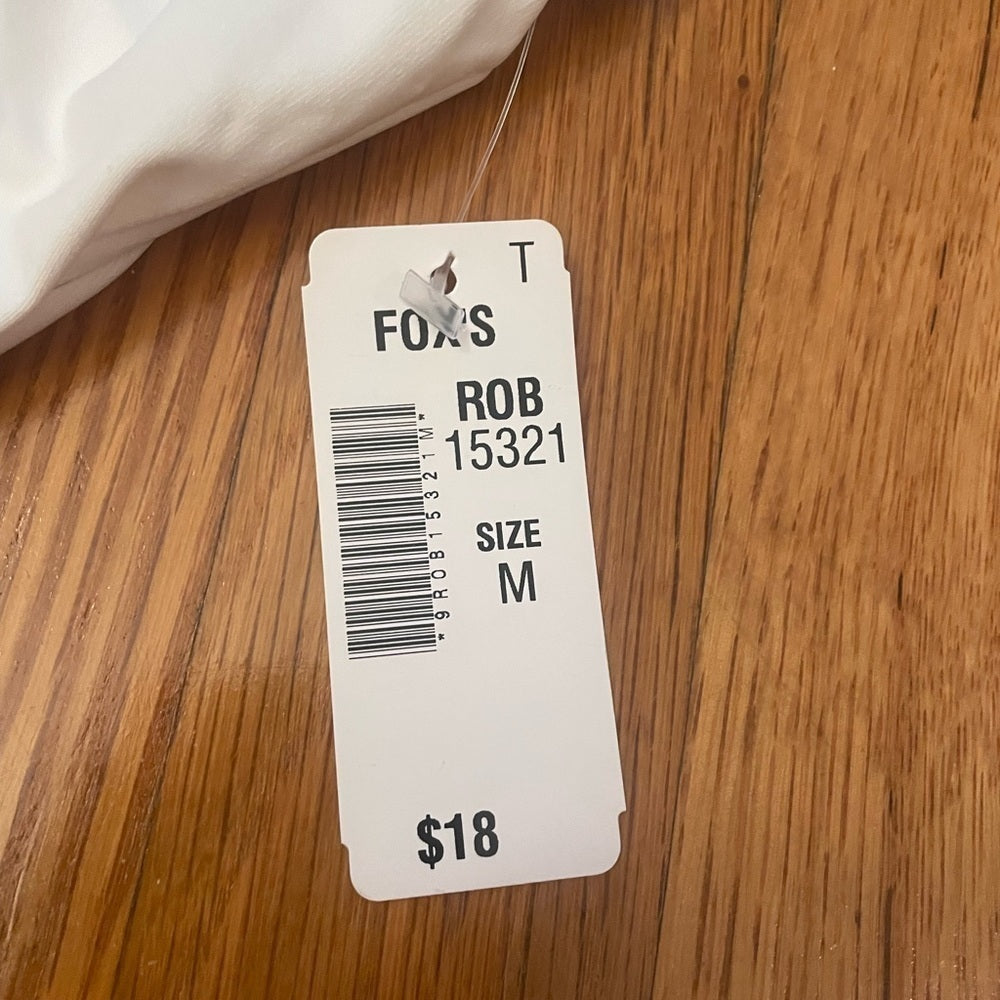 T
FOX'S
ROB
15321
*9ROB15321M*
SIZE
M
$18